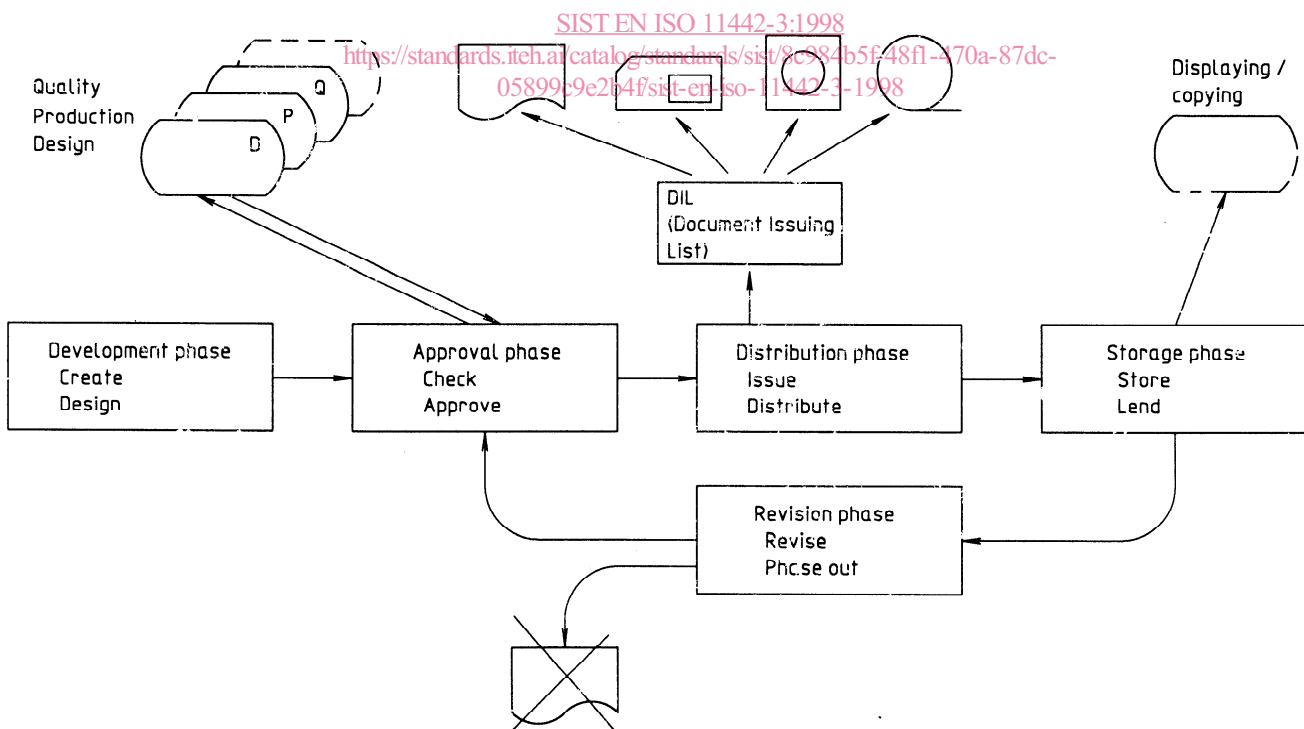 SIST EN ISO 11442-3:1998
https://standards.iteh.ai/catalog/standards/sist/8c984b5f-48f1-470a-87dc-
05899c9e2b4f/sist-en-iso-11442-3-1998
Quality
Production
Design
Q
P
D
Displaying /
copying
DIL
(Document Issuing
List)
Development phase
Create
Design
Approval phase
Check
Approve
Distribution phase
Issue
Distribute
Storage phase
Store
Lend
Revision phase
Revise
Phase out